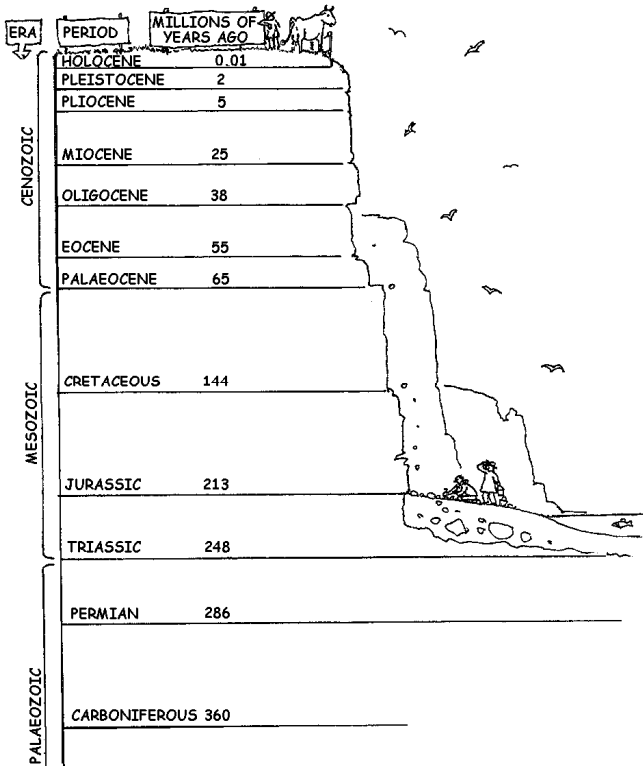 ERA PERIOD MILLIONS OF
YEARS AGO
HOLOCENE 0.01
PLEISTOCENE 2
PLIOCENE 5
MIOCENE 25
OLIGOCENE 38
EOCENE 55
PALAEOCENE 65
CENOZOIC
CRETACEOUS 144
JURASSIC 213
TRIASSIC 248
MESOZOIC
PERMIAN 286
CARBONIFEROUS 360
PALAEOZOIC